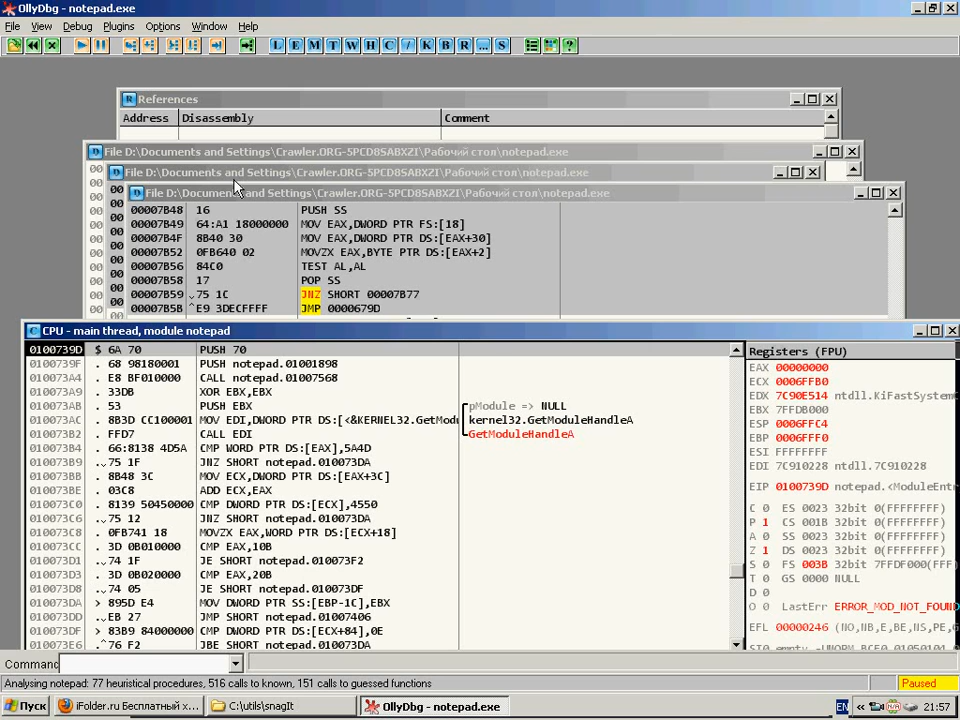 OllyDbg - notepad.exe
File View Debug Plugins Options Window Help
L E M T W H C / K B R ... S ?
R References
Address Disassembly Comment
D File D:\Documents and Settings\Crawler.ORG-5PCD8SABXZI\Рабочий стол\notepad.exe
D File D:\Documents and Settings\Crawler.ORG-5PCD8SABXZI\Рабочий стол\notepad.exe
D File D:\Documents and Settings\Crawler.ORG-5PCD8SABXZI\Рабочий стол\notepad.exe
00007B48 16 PUSH SS
00007B49 64:A1 18000000 MOV EAX,DWORD PTR FS:[18]
00007B4F 8B40 30 MOV EAX,DWORD PTR DS:[EAX+30]
00007B52 0FB640 02 MOVZX EAX,BYTE PTR DS:[EAX+2]
00007B56 84C0 TEST AL,AL
00007B58 17 POP SS
00007B59 75 1C JNZ SHORT 00007B77
00007B5B ^E9 3DECFFFF JMP 0000679D
C CPU - main thread, module notepad
0100739D $ 6A 70 PUSH 70
0100739F . 68 98180001 PUSH notepad.01001898
010073A4 . E8 BF010000 CALL notepad.01007568
010073A9 . 33DB XOR EBX,EBX
010073AB . 53 PUSH EBX pModule => NULL
010073AC . 8B3D CC100001 MOV EDI,DWORD PTR DS:[<&KERNEL32.GetMod kernel32.GetModuleHandleA
010073B2 . FFD7 CALL EDI GetModuleHandleA
010073B4 . 66:8138 4D5A CMP WORD PTR DS:[EAX],5A4D
010073B9 . 75 1F JNZ SHORT notepad.010073DA
010073BB . 8B48 3C MOV ECX,DWORD PTR DS:[EAX+3C]
010073BE . 03C8 ADD ECX,EAX
010073C0 . 8139 50450000 CMP DWORD PTR DS:[ECX],4550
010073C6 . 75 12 JNZ SHORT notepad.010073DA
010073C8 . 0FB741 18 MOVZX EAX,WORD PTR DS:[ECX+18]
010073CC . 3D 0B010000 CMP EAX,10B
010073D1 . 74 1F JE SHORT notepad.010073F2
010073D3 . 3D 0B020000 CMP EAX,20B
010073D8 . 74 05 JE SHORT notepad.010073DF
010073DA > 895D E4 MOV DWORD PTR SS:[EBP-1C],EBX
010073DD . EB 27 JMP SHORT notepad.01007406
010073DF > 83B9 84000000 CMP DWORD PTR DS:[ECX+84],0E
010073E6 .^76 F2 JBE SHORT notepad.010073DA
Registers (FPU)
EAX 00000000
ECX 0006FFB0
EDX 7C90E514 ntdll.KiFastSystem
EBX 7FFDB000
ESP 0006FFC4
EBP 0006FFF0
ESI FFFFFFFF
EDI 7C910228 ntdll.7C910228
EIP 0100739D notepad.<ModuleEntr
C 0 ES 0023 32bit 0(FFFFFFFF)
P 1 CS 001B 32bit 0(FFFFFFFF)
A 0 SS 0023 32bit 0(FFFFFFFF)
Z 1 DS 0023 32bit 0(FFFFFFFF)
S 0 FS 003B 32bit 7FFDF000(FFF
T 0 GS 0000 NULL
D 0
O 0 LastErr ERROR_MOD_NOT_FOUND
EFL 00000246 (NO,NB,E,BE,NS,PE,G
Command
Analysing notepad: 77 heuristical procedures, 516 calls to known, 151 calls to guessed functions Paused
Пуск iFolder.ru Бесплатный х... C:\utils\snagIt OllyDbg - notepad.exe EN 21:57